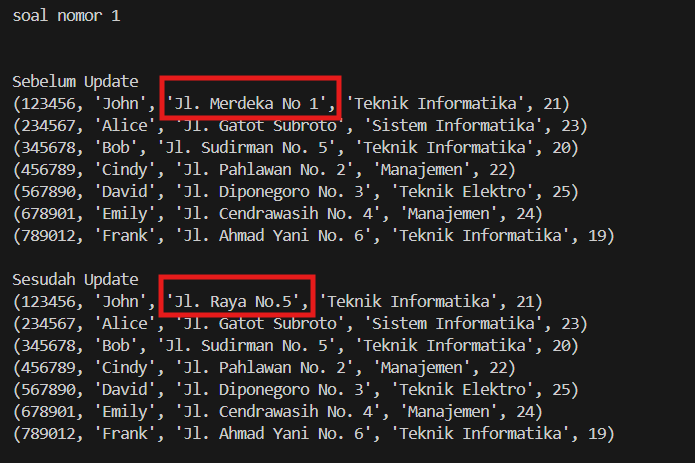 soal nomor 1
Sebelum Update
(123456, 'John', 'Jl. Merdeka No 1', 'Teknik Informatika', 21)
(234567, 'Alice', 'Jl. Gatot Subroto', 'Sistem Informatika', 23)
(345678, 'Bob', 'Jl. Sudirman No. 5', 'Teknik Informatika', 20)
(456789, 'Cindy', 'Jl. Pahlawan No. 2', 'Manajemen', 22)
(567890, 'David', 'Jl. Diponegoro No. 3', 'Teknik Elektro', 25)
(678901, 'Emily', 'Jl. Cendrawasih No. 4', 'Manajemen', 24)
(789012, 'Frank', 'Jl. Ahmad Yani No. 6', 'Teknik Informatika', 19)
Sesudah Update
(123456, 'John', 'Jl. Raya No.5', 'Teknik Informatika', 21)
(234567, 'Alice', 'Jl. Gatot Subroto', 'Sistem Informatika', 23)
(345678, 'Bob', 'Jl. Sudirman No. 5', 'Teknik Informatika', 20)
(456789, 'Cindy', 'Jl. Pahlawan No. 2', 'Manajemen', 22)
(567890, 'David', 'Jl. Diponegoro No. 3', 'Teknik Elektro', 25)
(678901, 'Emily', 'Jl. Cendrawasih No. 4', 'Manajemen', 24)
(789012, 'Frank', 'Jl. Ahmad Yani No. 6', 'Teknik Informatika', 19)